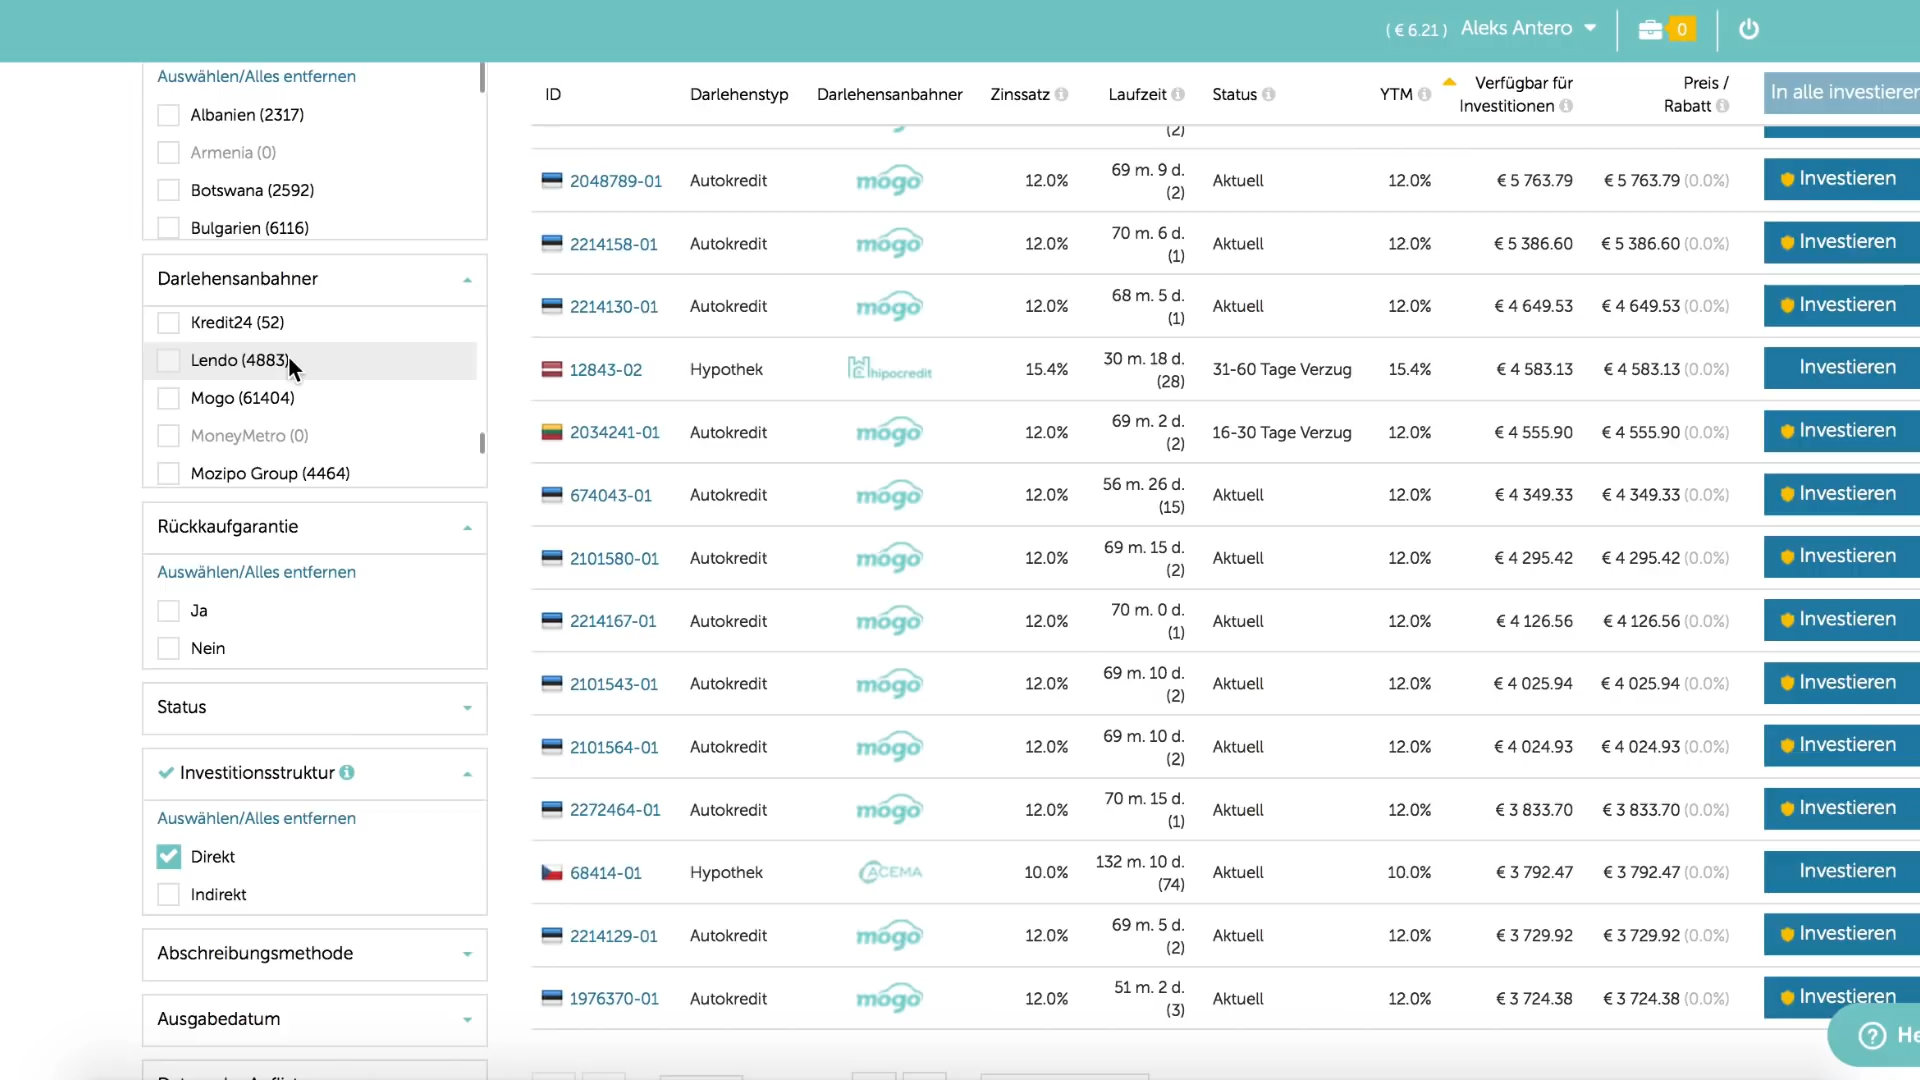 ( € 6.21 ) Aleks Antero 0
Auswählen/Alles entfernen
Albanien (2317)
Armenia (0)
Botswana (2592)
Bulgarien (6116)
Darlehensanbahner
Kredit24 (52)
Lendo (4883)
Mogo (61404)
MoneyMetro (0)
Mozipo Group (4464)
Rückkaufgarantie
Auswählen/Alles entfernen
Ja
Nein
Status
Investitionsstruktur
Auswählen/Alles entfernen
Direkt
Indirekt
Abschreibungsmethode
Ausgabedatum
ID Darlehenstyp Darlehensanbahner Zinssatz Laufzeit Status YTM Verfügbar für Investitionen Preis / Rabatt In alle investieren
(2)
2048789-01 Autokredit mogo 12.0% 69 m. 9 d. (2) Aktuell 12.0% € 5 763.79 € 5 763.79 (0.0%) Investieren
2214158-01 Autokredit mogo 12.0% 70 m. 6 d. (1) Aktuell 12.0% € 5 386.60 € 5 386.60 (0.0%) Investieren
2214130-01 Autokredit mogo 12.0% 68 m. 5 d. (1) Aktuell 12.0% € 4 649.53 € 4 649.53 (0.0%) Investieren
12843-02 Hypothek hipocredit 15.4% 30 m. 18 d. (28) 31-60 Tage Verzug 15.4% € 4 583.13 € 4 583.13 (0.0%) Investieren
2034241-01 Autokredit mogo 12.0% 69 m. 2 d. (2) 16-30 Tage Verzug 12.0% € 4 555.90 € 4 555.90 (0.0%) Investieren
674043-01 Autokredit mogo 12.0% 56 m. 26 d. (15) Aktuell 12.0% € 4 349.33 € 4 349.33 (0.0%) Investieren
2101580-01 Autokredit mogo 12.0% 69 m. 15 d. (2) Aktuell 12.0% € 4 295.42 € 4 295.42 (0.0%) Investieren
2214167-01 Autokredit mogo 12.0% 70 m. 0 d. (1) Aktuell 12.0% € 4 126.56 € 4 126.56 (0.0%) Investieren
2101543-01 Autokredit mogo 12.0% 69 m. 10 d. (2) Aktuell 12.0% € 4 025.94 € 4 025.94 (0.0%) Investieren
2101564-01 Autokredit mogo 12.0% 69 m. 10 d. (2) Aktuell 12.0% € 4 024.93 € 4 024.93 (0.0%) Investieren
2272464-01 Autokredit mogo 12.0% 70 m. 15 d. (1) Aktuell 12.0% € 3 833.70 € 3 833.70 (0.0%) Investieren
68414-01 Hypothek ACEMA 10.0% 132 m. 10 d. (74) Aktuell 10.0% € 3 792.47 € 3 792.47 (0.0%) Investieren
2214129-01 Autokredit mogo 12.0% 69 m. 5 d. (2) Aktuell 12.0% € 3 729.92 € 3 729.92 (0.0%) Investieren
1976370-01 Autokredit mogo 12.0% 51 m. 2 d. (3) Aktuell 12.0% € 3 724.38 € 3 724.38 (0.0%) Investieren
He